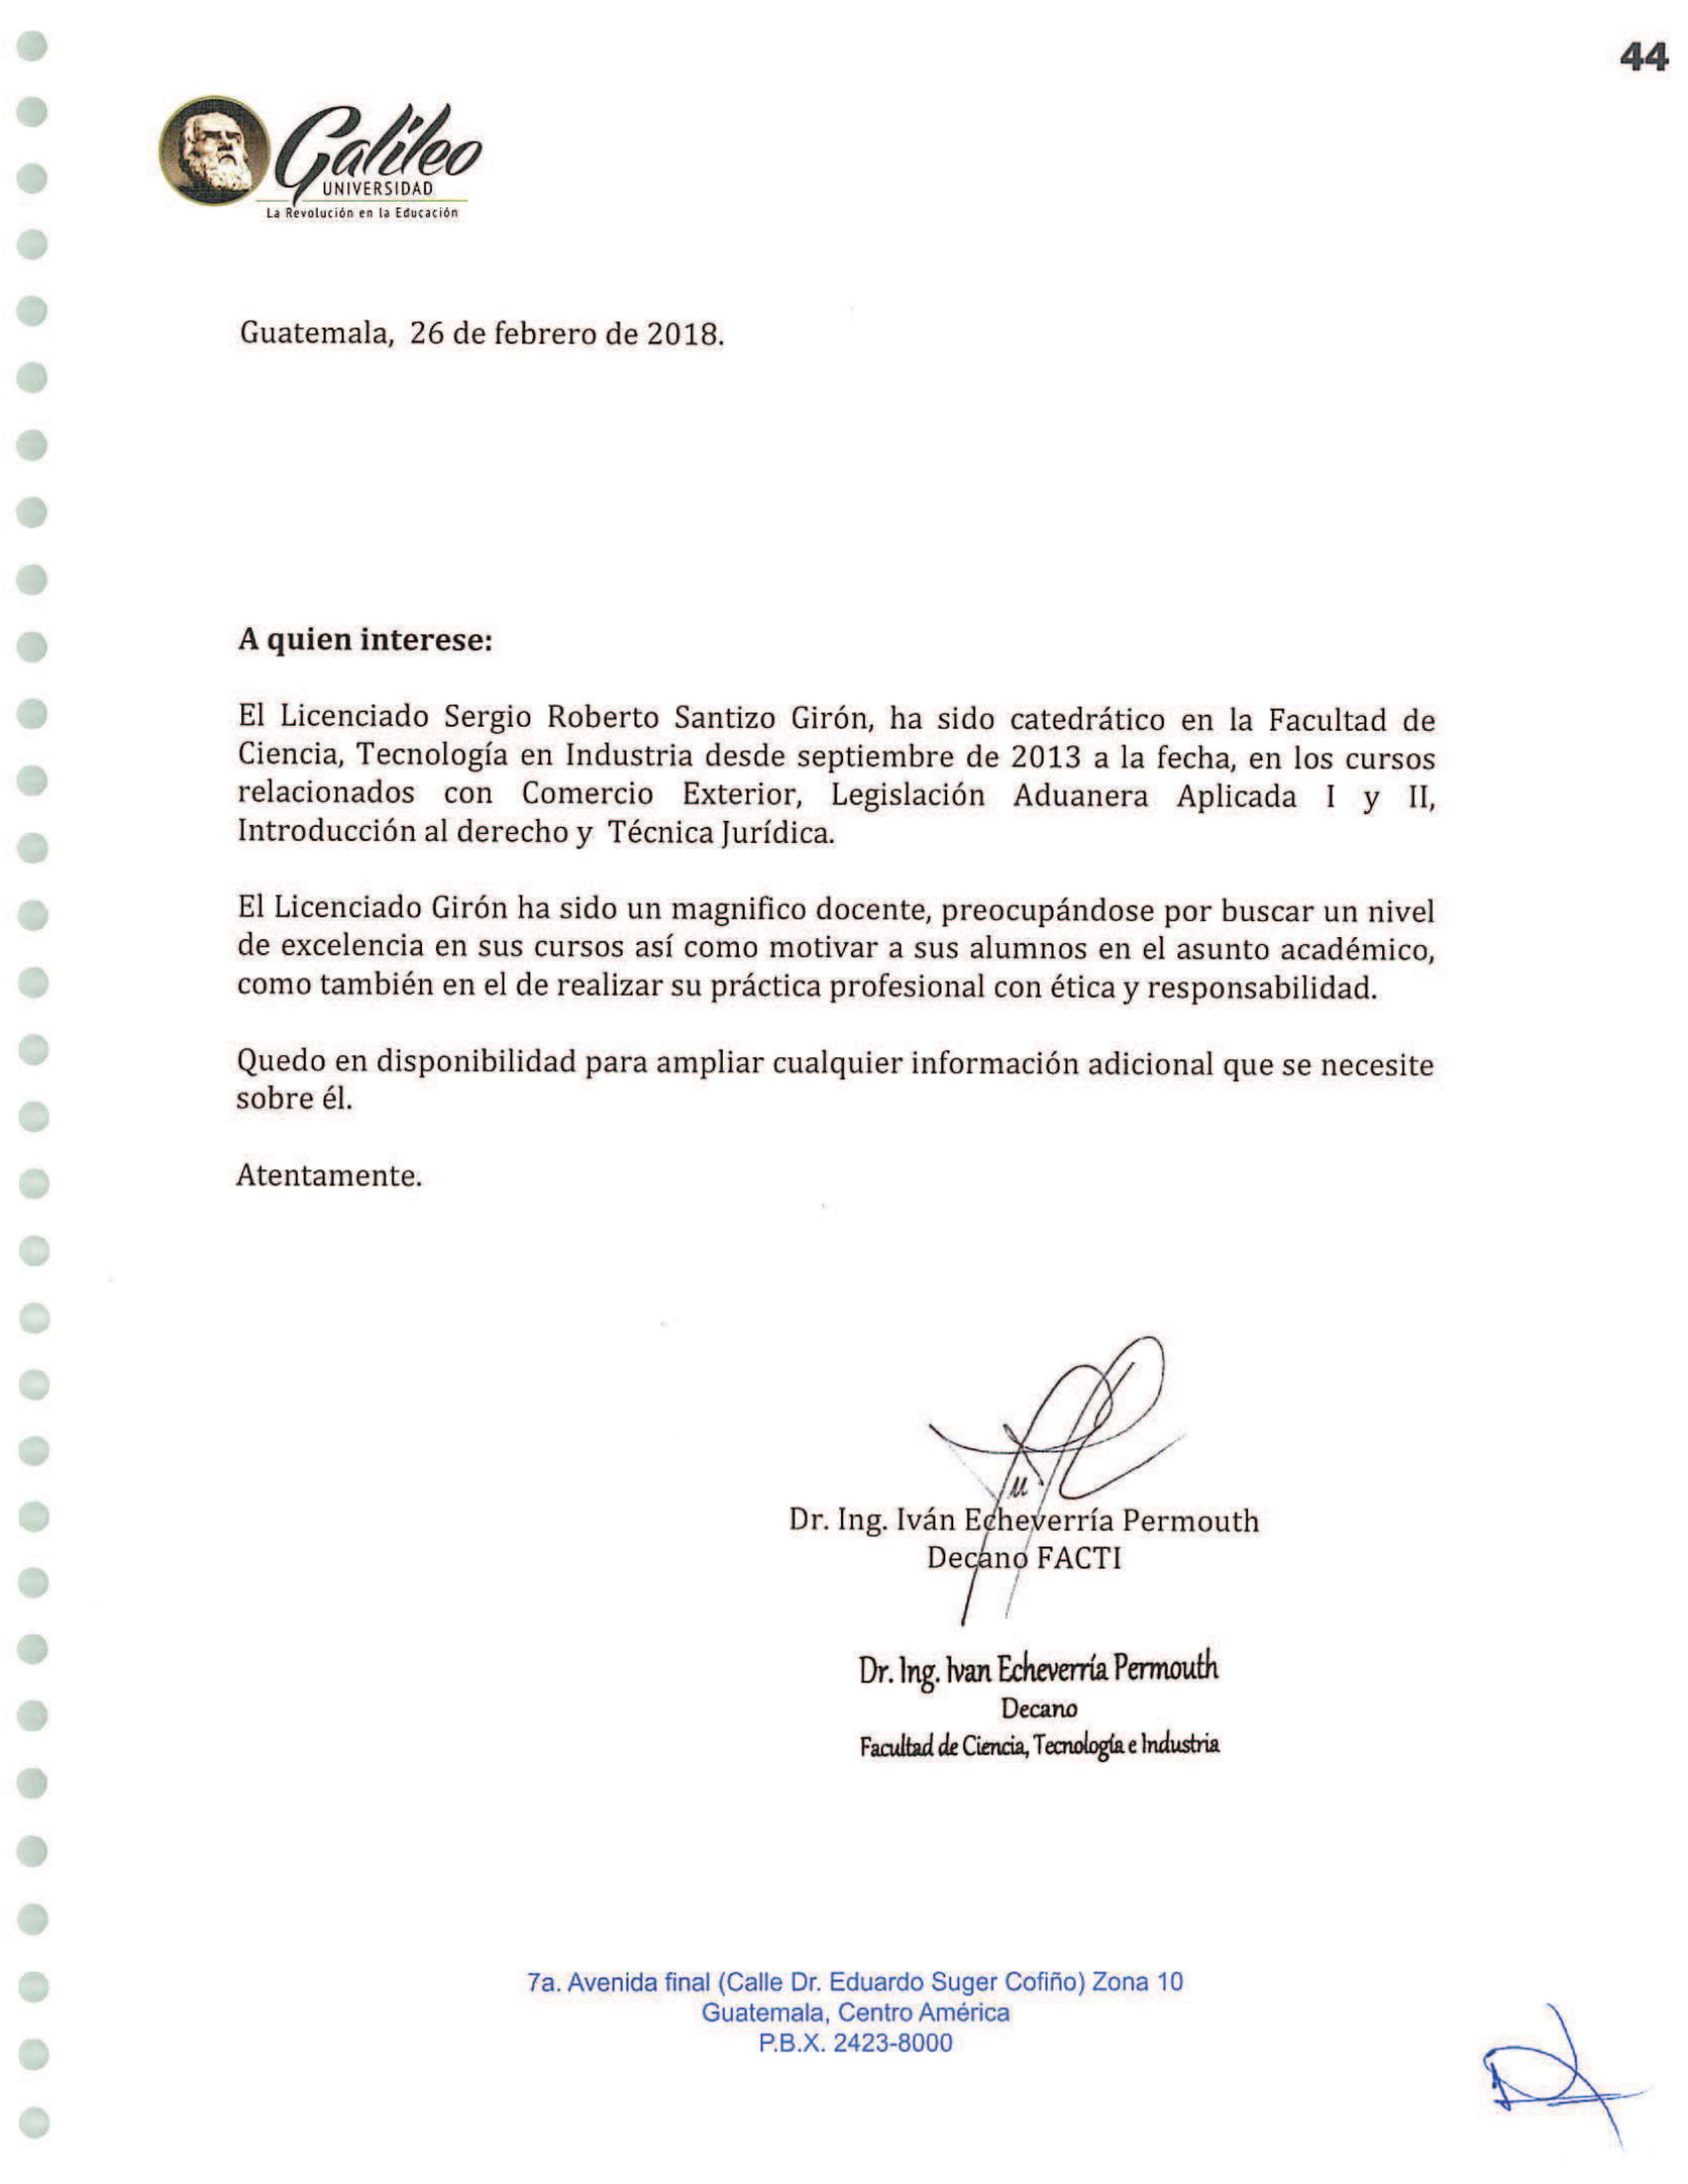 44
Galileo
UNIVERSIDAD
La Revolución en la Educación
Guatemala, 26 de febrero de 2018.
A quien interese:
El Licenciado Sergio Roberto Santizo Girón, ha sido catedrático en la Facultad de
Ciencia, Tecnología en Industria desde septiembre de 2013 a la fecha, en los cursos
relacionados con Comercio Exterior, Legislación Aduanera Aplicada I y II,
Introducción al derecho y Técnica Jurídica.
El Licenciado Girón ha sido un magnifico docente, preocupándose por buscar un nivel
de excelencia en sus cursos así como motivar a sus alumnos en el asunto académico,
como también en el de realizar su práctica profesional con ética y responsabilidad.
Quedo en disponibilidad para ampliar cualquier información adicional que se necesite
sobre él.
Atentamente.
Dr. Ing. Iván Echeverría Permouth
Decano FACTI
Dr. Ing. Ivan Echeverría Permouth
Decano
Facultad de Ciencia, Tecnología e Industria
7a. Avenida final (Calle Dr. Eduardo Suger Cofiño) Zona 10
Guatemala, Centro América
P.B.X. 2423-8000